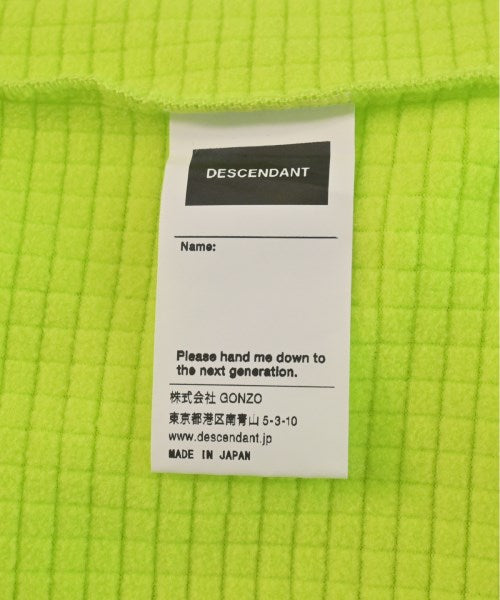 DESCENDANT
Name:
Please hand me down to
the next generation.
株式会社 GONZO
東京都港区南青山 5-3-10
www.descendant.jp
MADE IN JAPAN